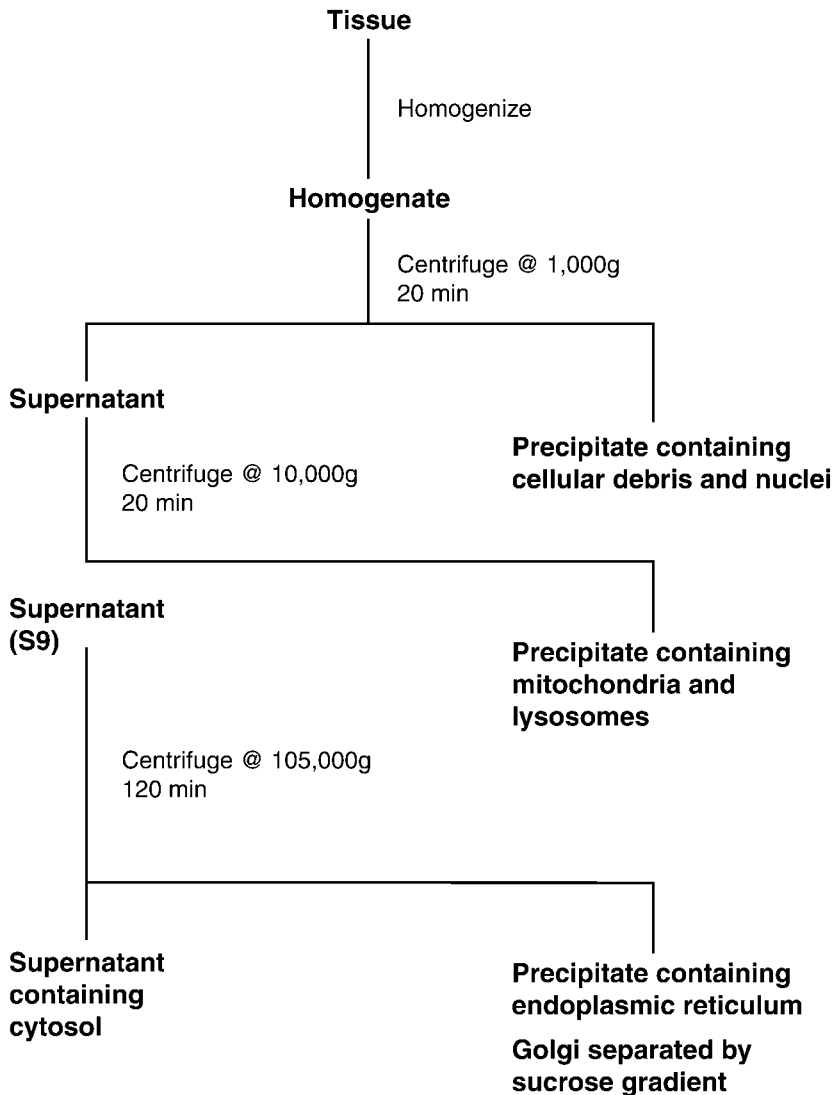 Tissue
Homogenize
Homogenate
Centrifuge @ 1,000g
20 min
Supernatant
Precipitate containing
cellular debris and nuclei
Centrifuge @ 10,000g
20 min
Supernatant
(S9)
Precipitate containing
mitochondria and
lysosomes
Centrifuge @ 105,000g
120 min
Supernatant
containing
cytosol
Precipitate containing
endoplasmic reticulum
Golgi separated by
sucrose gradient